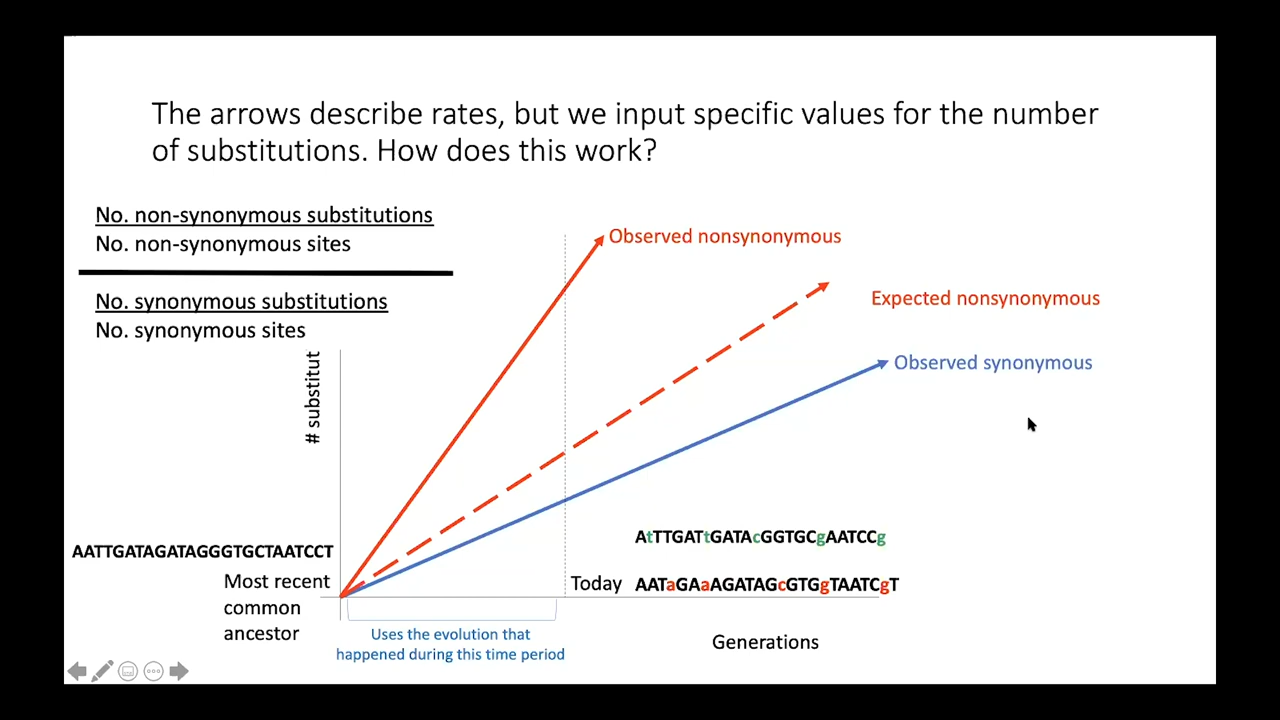 The arrows describe rates, but we input specific values for the number
of substitutions. How does this work?
No. non-synonymous substitutions
No. non-synonymous sites
No. synonymous substitutions
No. synonymous sites
Observed nonsynonymous
Expected nonsynonymous
Observed synonymous
# substitut
AATTGATAGATAGGGTGCTAATCCT
Most recent
common
ancestor
AtTTGATtGATAcGGTGCgAATCCg
Today
AATaGAaAGATAGcGTGgTAATCgT
Uses the evolution that
happened during this time period
Generations